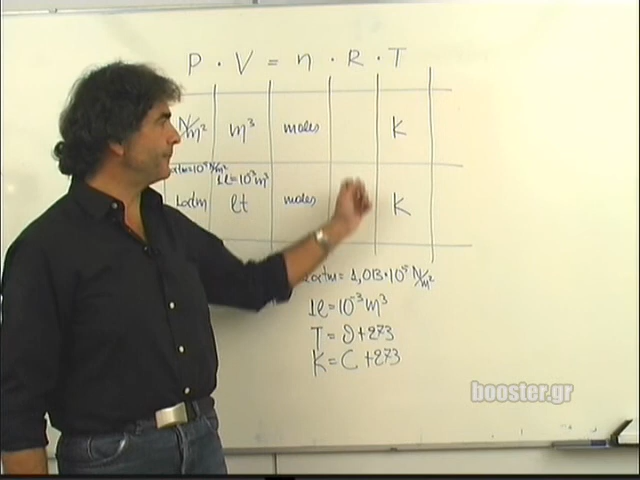 P · V = n · R · T
N/m² m³ moles K
1atm=10⁵ N/m² 1l=10⁻³m³
1atm lt moles K
1atm = 1,013·10⁵ N/m²
1l=10⁻³m³
T = θ+273
K = C +273
booster.gr